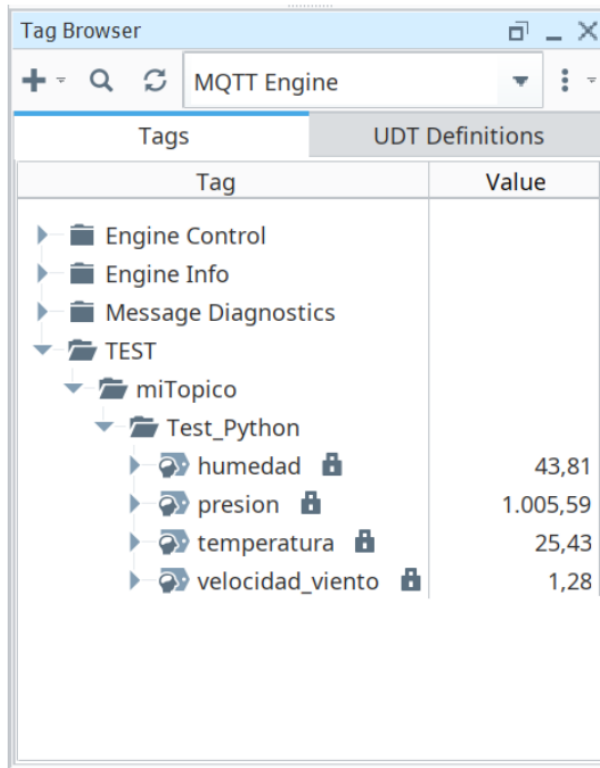 Tag Browser
MQTT Engine
Tags UDT Definitions
Tag Value
Engine Control
Engine Info
Message Diagnostics
TEST
miTopico
Test_Python
humedad 43,81
presion 1.005,59
temperatura 25,43
velocidad_viento 1,28